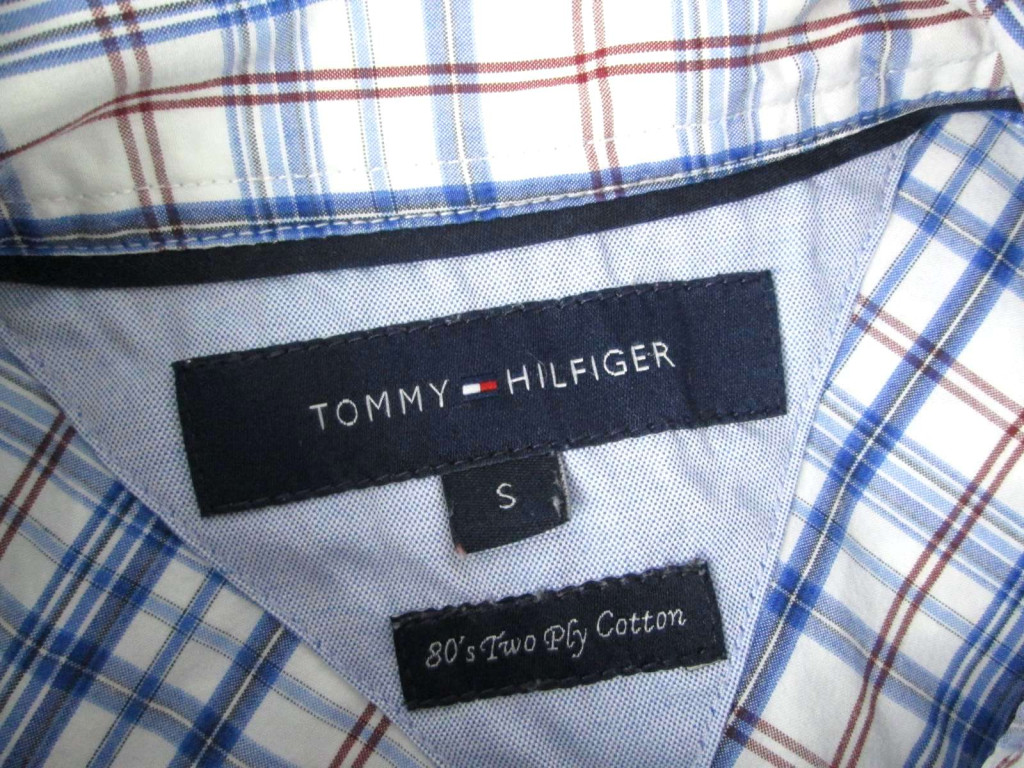 TOMMY HILFIGER
S
80's Two Ply Cotton